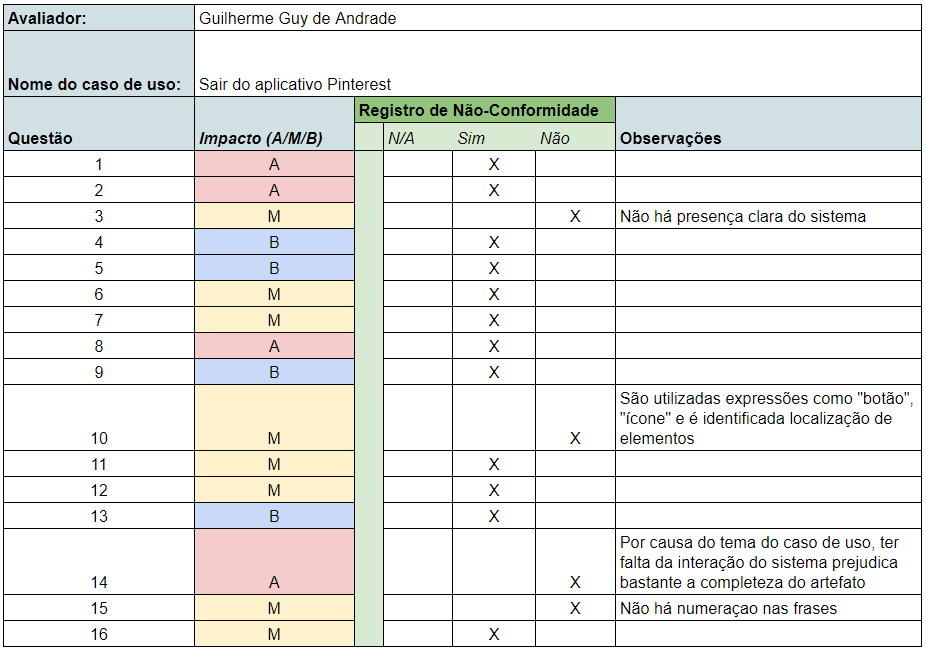 Avaliador: Guilherme Guy de Andrade
Nome do caso de uso: Sair do aplicativo Pinterest
Registro de Não-Conformidade
Questão Impacto (A/M/B) N/A Sim Não Observações
1 A X
2 A X
3 M X Não há presença clara do sistema
4 B X
5 B X
6 M X
7 M X
8 A X
9 B X
São utilizadas expressões como "botão",
"ícone" e é identificada localização de
10 M X elementos
11 M X
12 M X
13 B X
Por causa do tema do caso de uso, ter
falta da interação do sistema prejudica
14 A X bastante a completeza do artefato
15 M X Não há numeraçao nas frases
16 M X